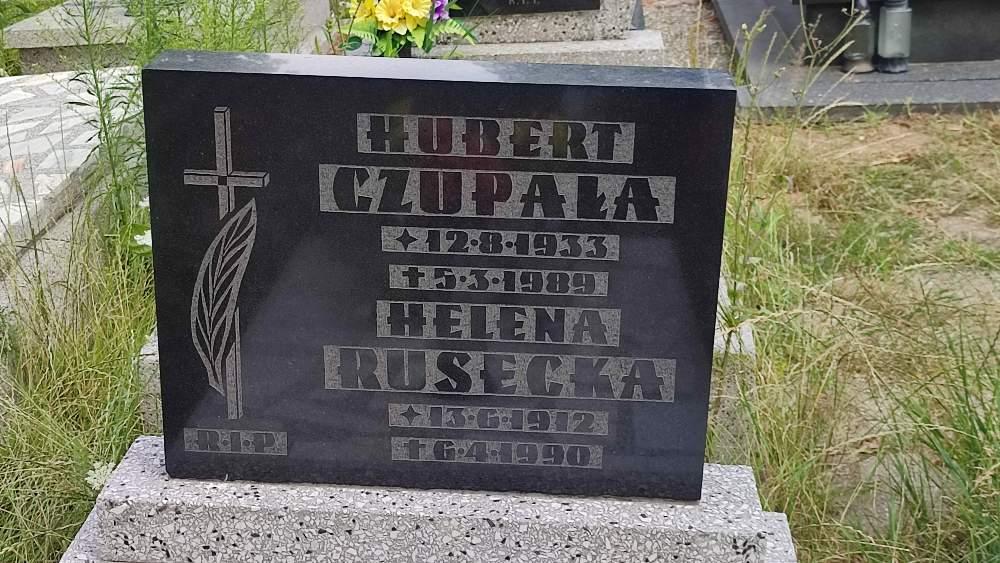 HUBERT
CZUPAŁA
✦12·8·1933
✝5·3·1989
HELENA
RUSECKA
✦13·6·1912
✝6·4·1990
R·I·P·